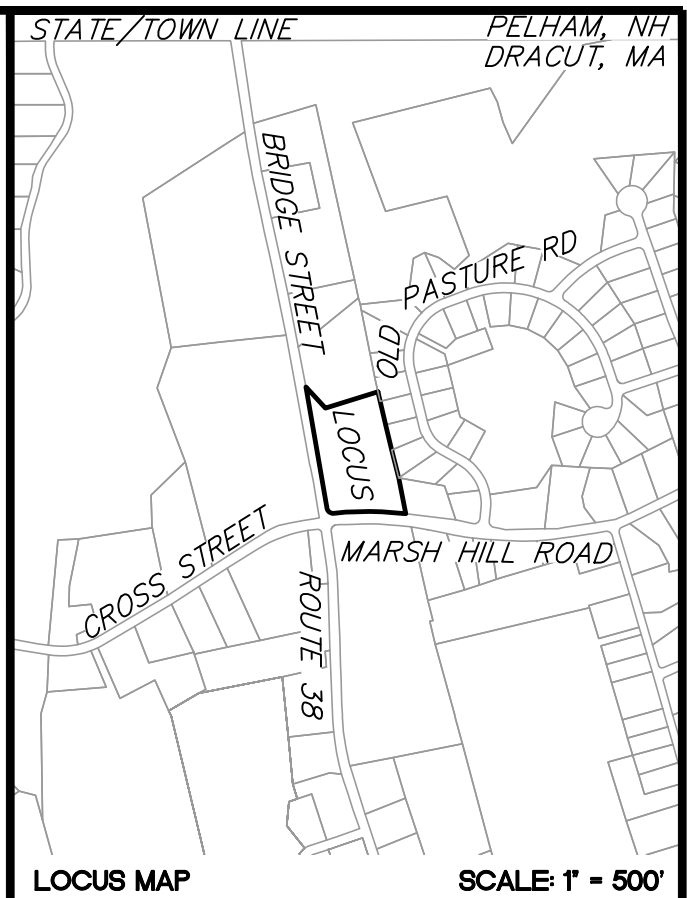 STATE/TOWN LINE
PELHAM, NH
DRACUT, MA
BRIDGE STREET
OLD
PASTURE RD
LOCUS
CROSS STREET
MARSH HILL ROAD
ROUTE 38
LOCUS MAP
SCALE: 1" = 500'